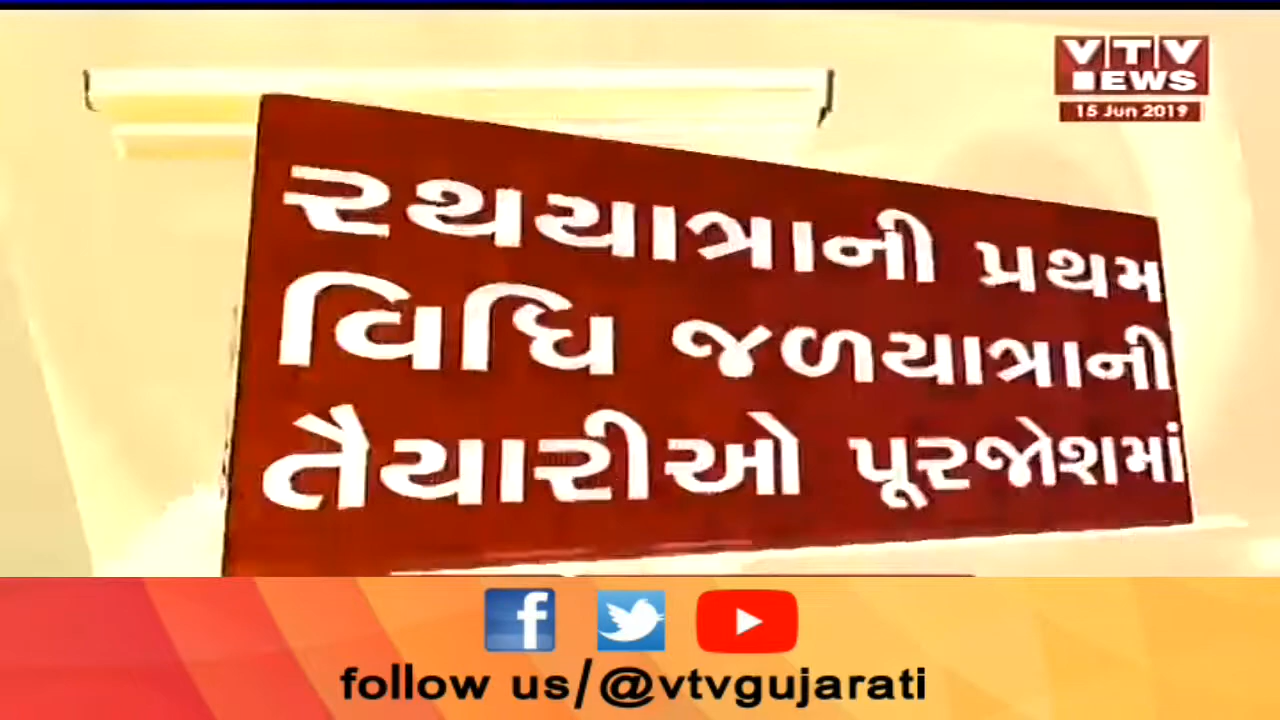 VTV
NEWS
15 Jun 2019
રથયાત્રાની પ્રથમ
વિધિ જળયાત્રાની
તૈયારીઓ પૂરજોશમાં
follow us/@vtvgujarati